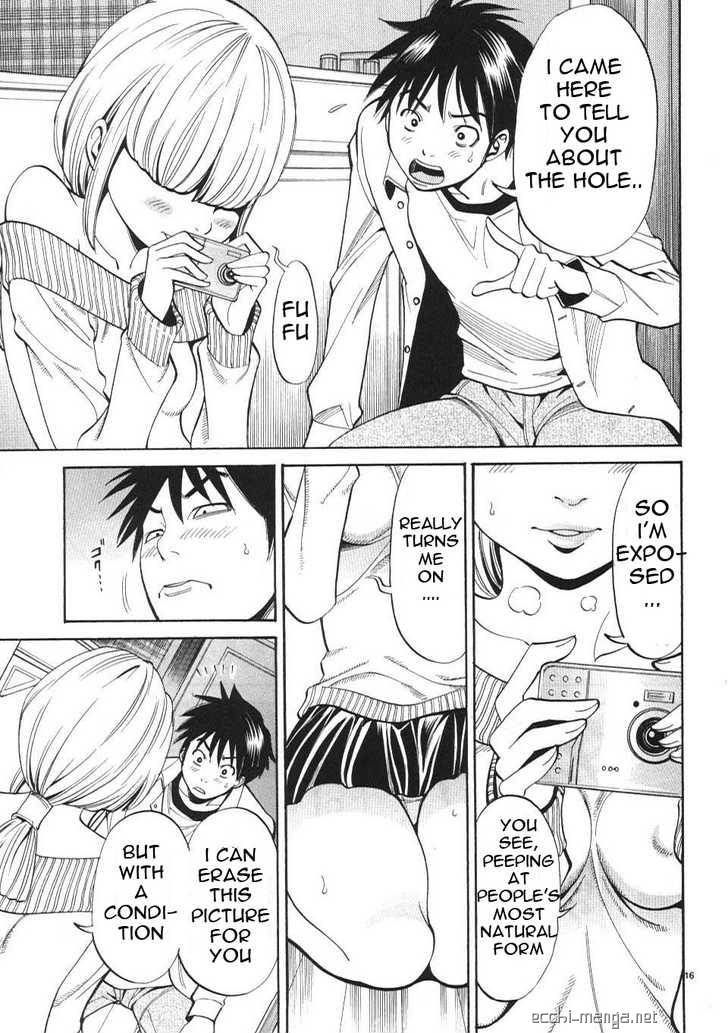 I CAME
HERE
TO TELL
YOU
ABOUT
THE HOLE..
FU
FU
SO
I'M
EXPO-
SED
...
YOU
SEE,
PEEPING
AT
PEOPLE'S
MOST
NATURAL
FORM
REALLY
TURNS
ME
ON
....
I CAN
ERASE
THIS
PICTURE
FOR
YOU
BUT
WITH
A
CONDI-
TION
16
ecchi-manga.net